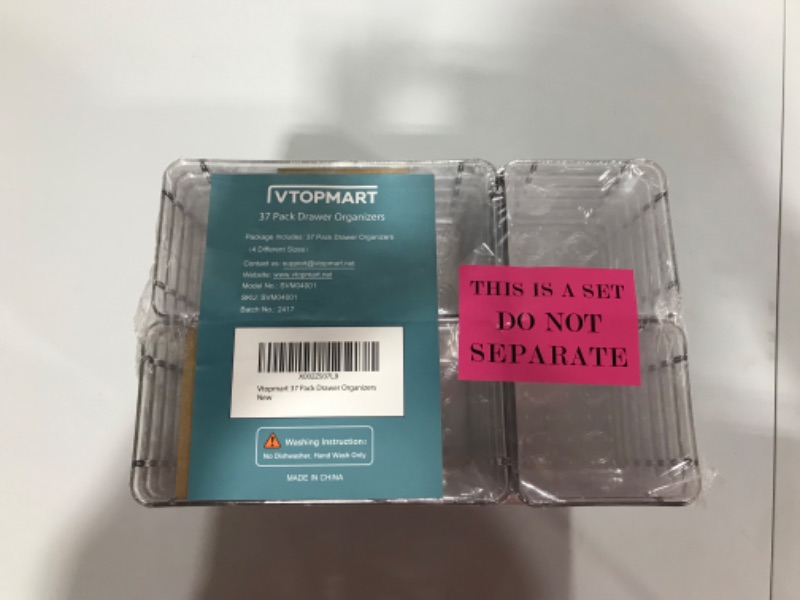 VTOPMART
37 Pack Drawer Organizers
Package Includes: 37 Pack Drawer Organizers
(4 Different Sizes)
Contact us: support@vtopmart.net
Website: www.vtopmart.net
Model No.: SVM04001
SKU: SVM04001
Batch No.: 2417
Vtopmart 37 Pack Drawer Organizers
New
Washing Instruction:
No Dishwasher, Hand Wash Only
MADE IN CHINA
THIS IS A SET
DO NOT
SEPARATE